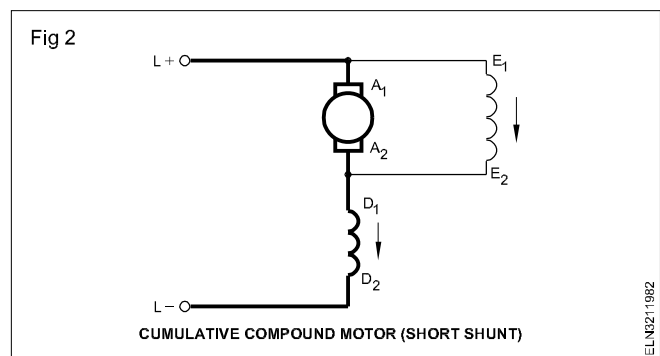 Fig 2
L +
E₁
A₁
A₂
E₂
D₁
D₂
L −
CUMULATIVE COMPOUND MOTOR (SHORT SHUNT)
ELN3211982